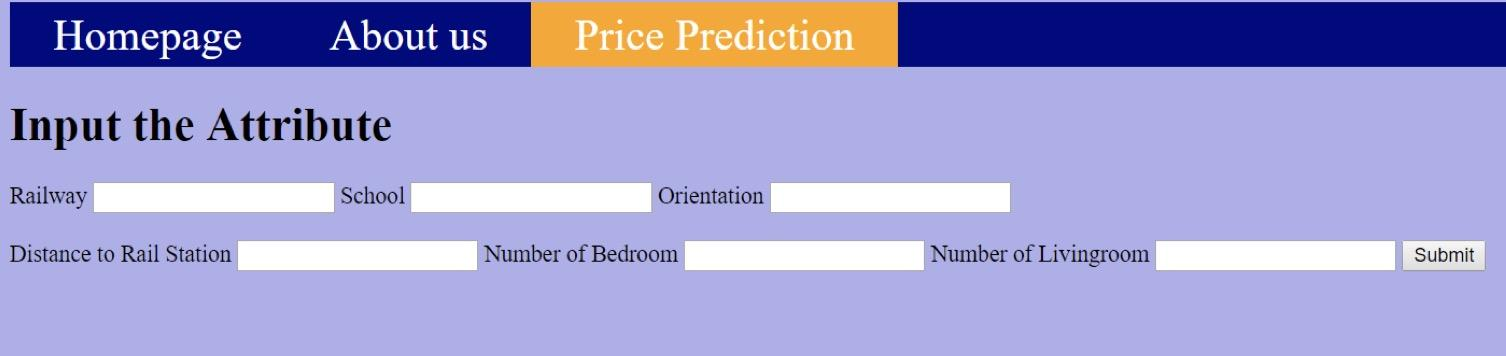 Homepage About us Price Prediction
Input the Attribute
Railway School Orientation
Distance to Rail Station Number of Bedroom Number of Livingroom Submit